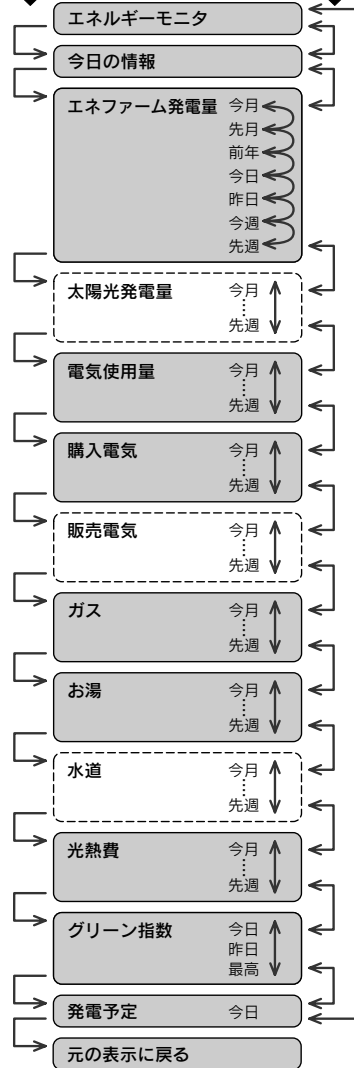 エネルギーモニタ
今日の情報
エネファーム発電量 今月
先月
前年
今日
昨日
今週
先週
太陽光発電量 今月
先週
電気使用量 今月
先週
購入電気 今月
先週
販売電気 今月
先週
ガス 今月
先週
お湯 今月
先週
水道 今月
先週
光熱費 今月
先週
グリーン指数 今日
昨日
最高
発電予定 今日
元の表示に戻る